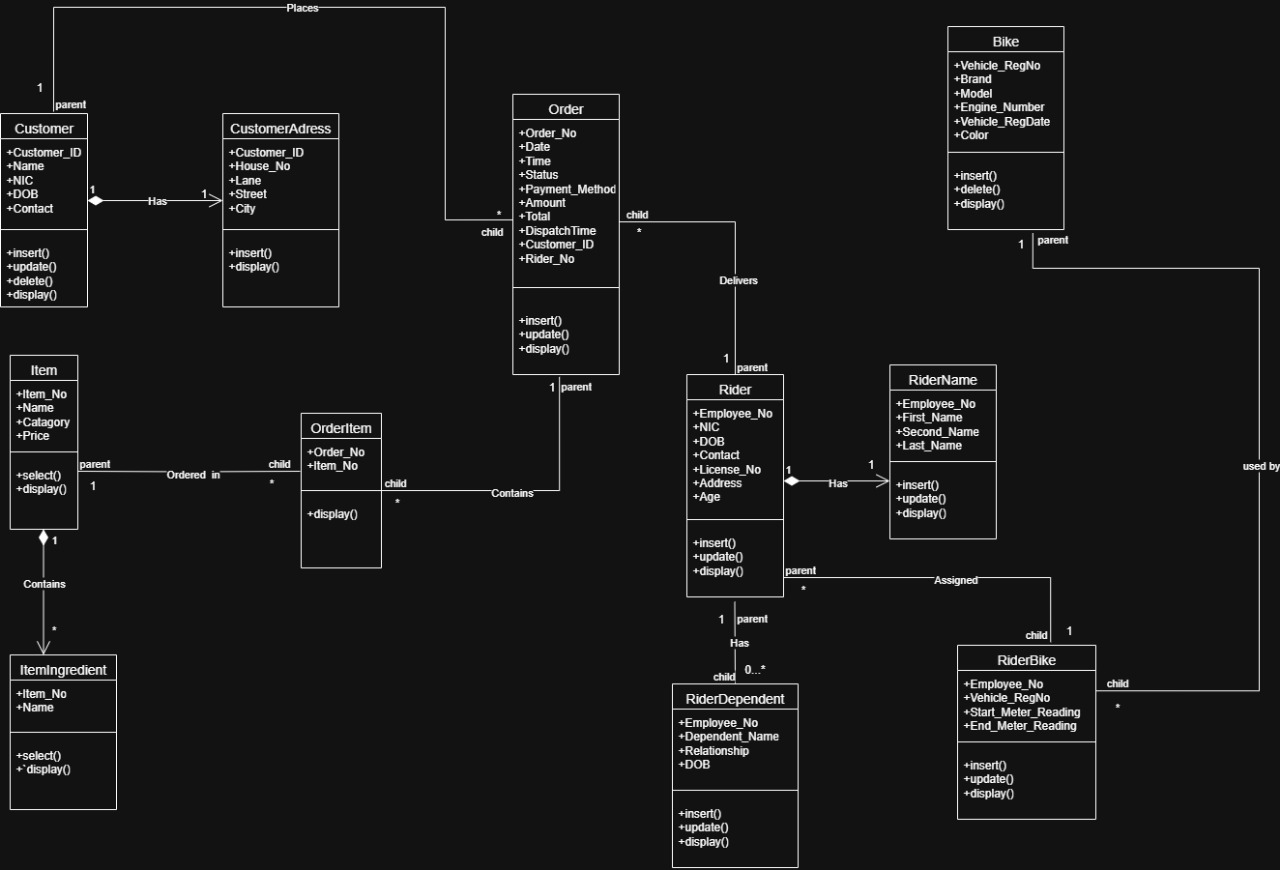 Places
1
parent
Customer
+Customer_ID
+Name
+NIC
+DOB
+Contact
+insert()
+update()
+delete()
+display()
1
Has
1
CustomerAdress
+Customer_ID
+House_No
+Lane
+Street
+City
+insert()
+display()
*
child
Order
+Order_No
+Date
+Time
+Status
+Payment_Method
+Amount
+Total
+DispatchTime
+Customer_ID
+Rider_No
+insert()
+update()
+display()
child
*
Delivers
1
parent
Bike
+Vehicle_RegNo
+Brand
+Model
+Engine_Number
+Vehicle_RegDate
+Color
+insert()
+delete()
+display()
1
parent
used by
Item
+Item_No
+Name
+Catagory
+Price
+select()
+display()
parent
1
Ordered in
child
*
OrderItem
+Order_No
+Item_No
+display()
child
*
Contains
1
parent
1
Contains
*
ItemIngredient
+Item_No
+Name
+select()
+`display()
Rider
+Employee_No
+NIC
+DOB
+Contact
+License_No
+Address
+Age
+insert()
+update()
+display()
1
Has
1
RiderName
+Employee_No
+First_Name
+Second_Name
+Last_Name
+insert()
+update()
+display()
parent
*
Assigned
child
1
1
parent
Has
0...*
child
RiderDependent
+Employee_No
+Dependent_Name
+Relationship
+DOB
+insert()
+update()
+display()
RiderBike
+Employee_No
+Vehicle_RegNo
+Start_Meter_Reading
+End_Meter_Reading
+insert()
+update()
+display()
child
*